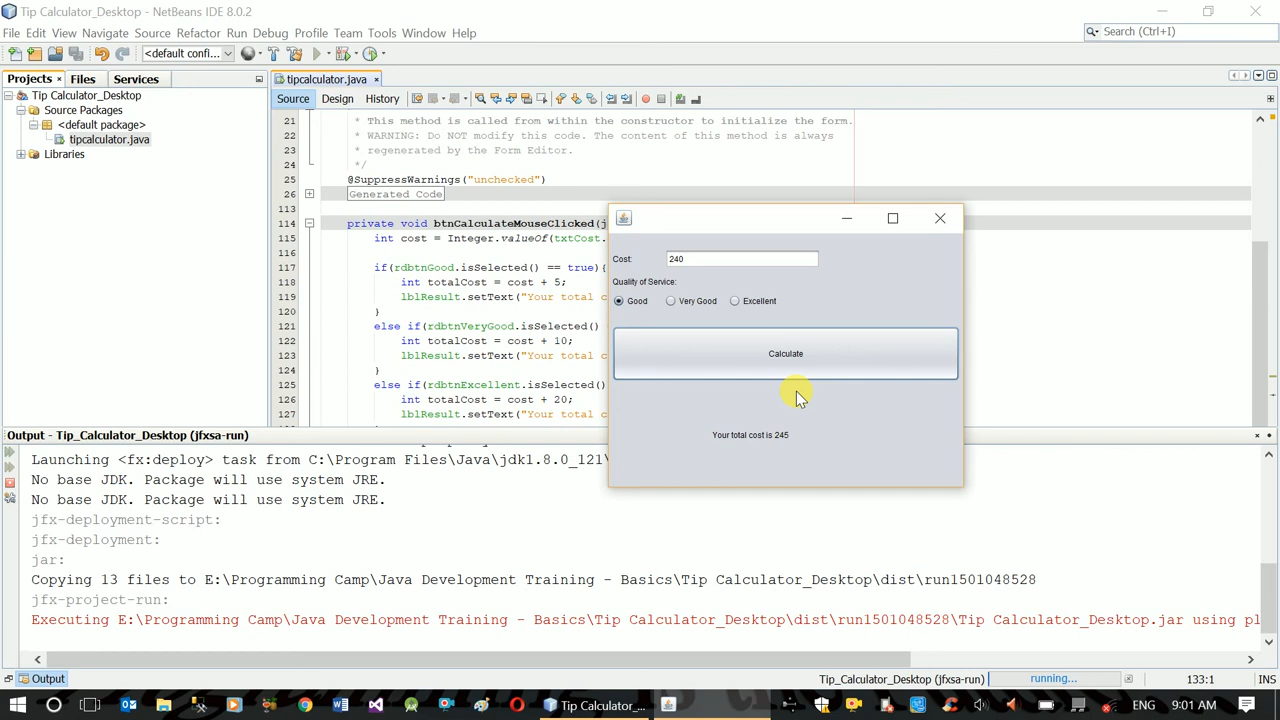 Tip Calculator_Desktop - NetBeans IDE 8.0.2
File Edit View Navigate Source Refactor Run Debug Profile Team Tools Window Help
Search (Ctrl+I)
<default confi...
Projects Files Services
tipcalculator.java
Source Design History
Tip Calculator_Desktop
Source Packages
<default package>
tipcalculator.java
Libraries
21 * This method is called from within the constructor to initialize the form.
22 * WARNING: Do NOT modify this code. The content of this method is always
23 * regenerated by the Form Editor.
24 */
25 @SuppressWarnings("unchecked")
26 Generated Code
113
114 private void btnCalculateMouseClicked(j
115 int cost = Integer.valueOf(txtCost.
116
117 if(rdbtnGood.isSelected() == true){
118 int totalCost = cost + 5;
119 lblResult.setText("Your total c
120 }
121 else if(rdbtnVeryGood.isSelected()
122 int totalCost = cost + 10;
123 lblResult.setText("Your total c
124 }
125 else if(rdbtnExcellent.isSelected()
126 int totalCost = cost + 20;
127 lblResult.setText("Your total c
Cost: 240
Quality of Service:
Good Very Good Excellent
Calculate
Your total cost is 245
Output - Tip_Calculator_Desktop (jfxsa-run)
Launching <fx:deploy> task from C:\Program Files\Java\jdk1.8.0_121\
No base JDK. Package will use system JRE.
No base JDK. Package will use system JRE.
jfx-deployment-script:
jfx-deployment:
jar:
Copying 13 files to E:\Programming Camp\Java Development Training - Basics\Tip Calculator_Desktop\dist\run1501048528
jfx-project-run:
Executing E:\Programming Camp\Java Development Training - Basics\Tip Calculator_Desktop\dist\run1501048528\Tip Calculator_Desktop.jar using pl
Output
Tip_Calculator_Desktop (jfxsa-run) running... 133:1 INS
Tip Calculator_...
ENG 9:01 AM